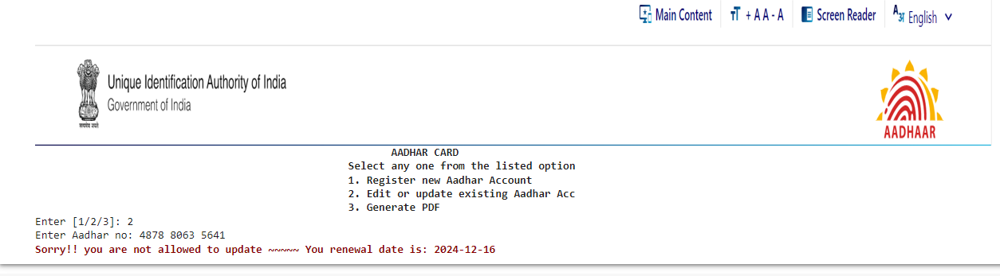 Main Content
+ A A - A
Screen Reader
English
Unique Identification Authority of India
Government of India
सत्यमेव जयते
AADHAAR
AADHAR CARD
Select any one from the listed option
1. Register new Aadhar Account
2. Edit or update existing Aadhar Acc
3. Generate PDF
Enter [1/2/3]: 2
Enter Aadhar no: 4878 8063 5641
Sorry!! you are not allowed to update ~~~~~ You renewal date is: 2024-12-16